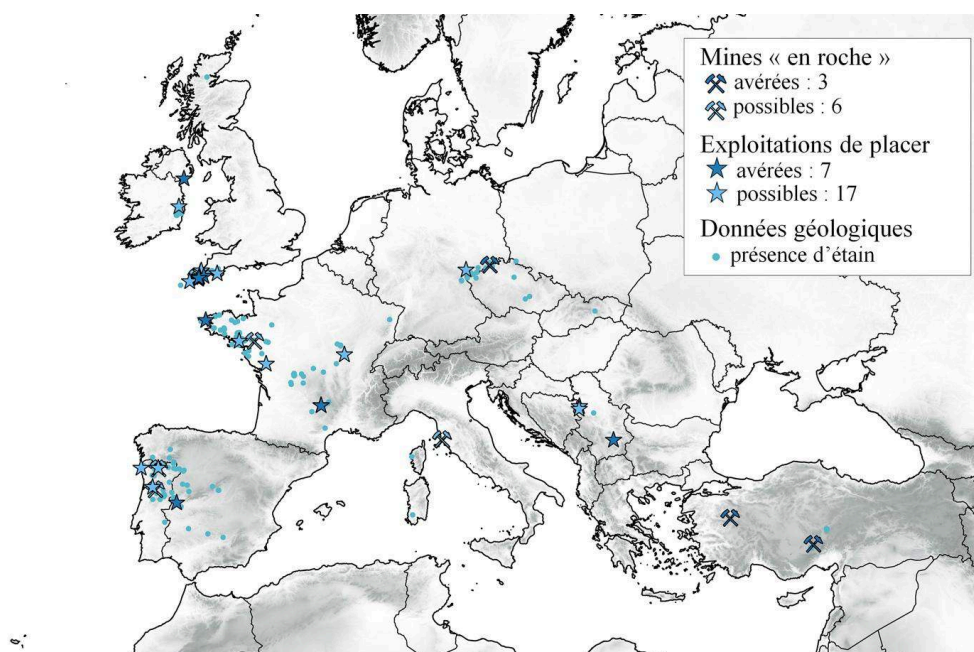 Mines « en roche »
avérées : 3
possibles : 6
Exploitations de placer
avérées : 7
possibles : 17
Données géologiques
présence d’étain